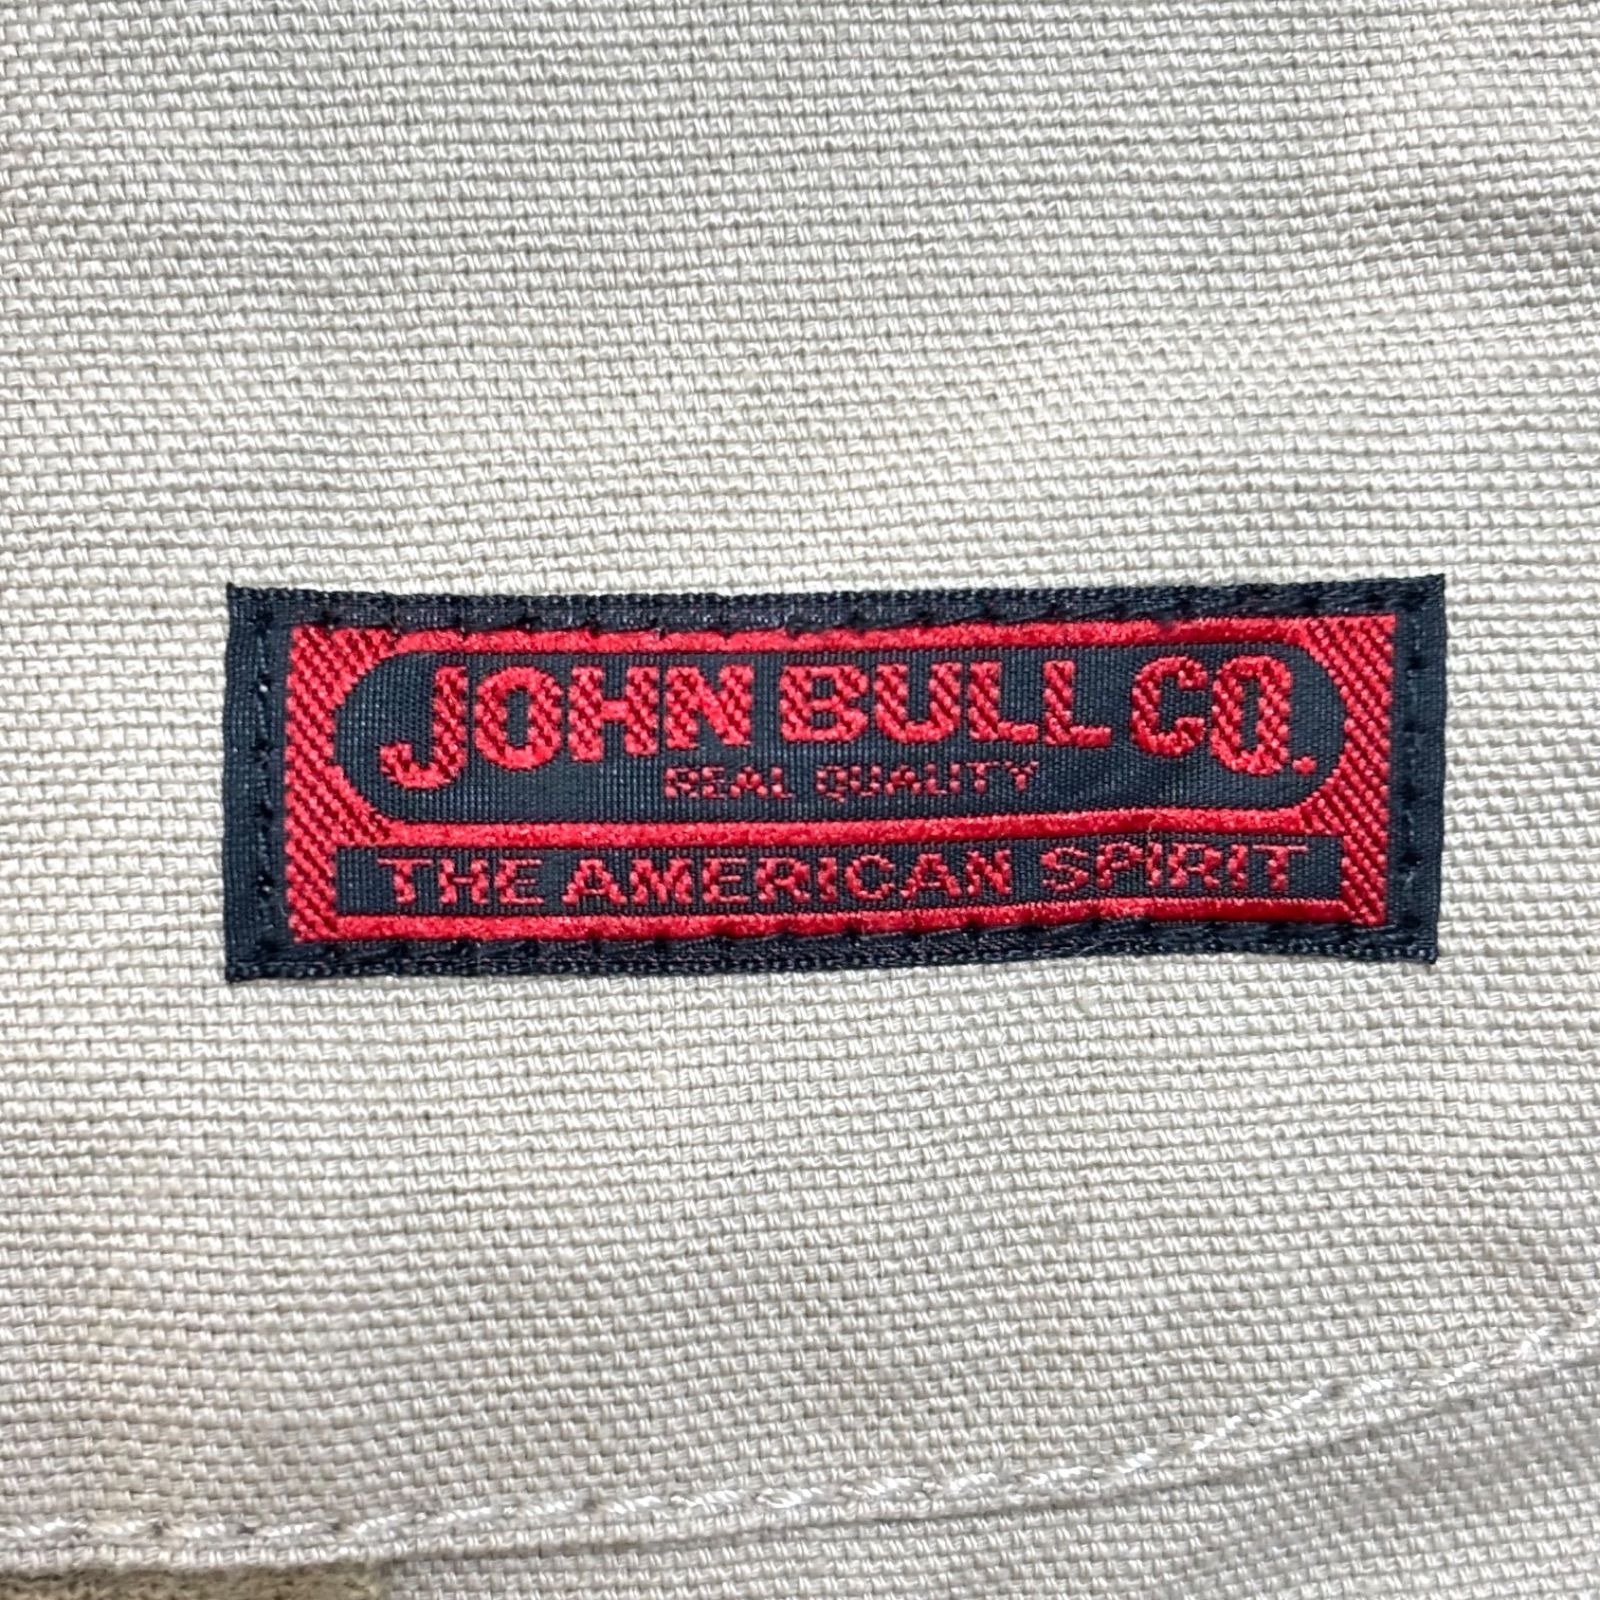 JOHN BULL CO.
REAL QUALITY
THE AMERICAN SPIRIT